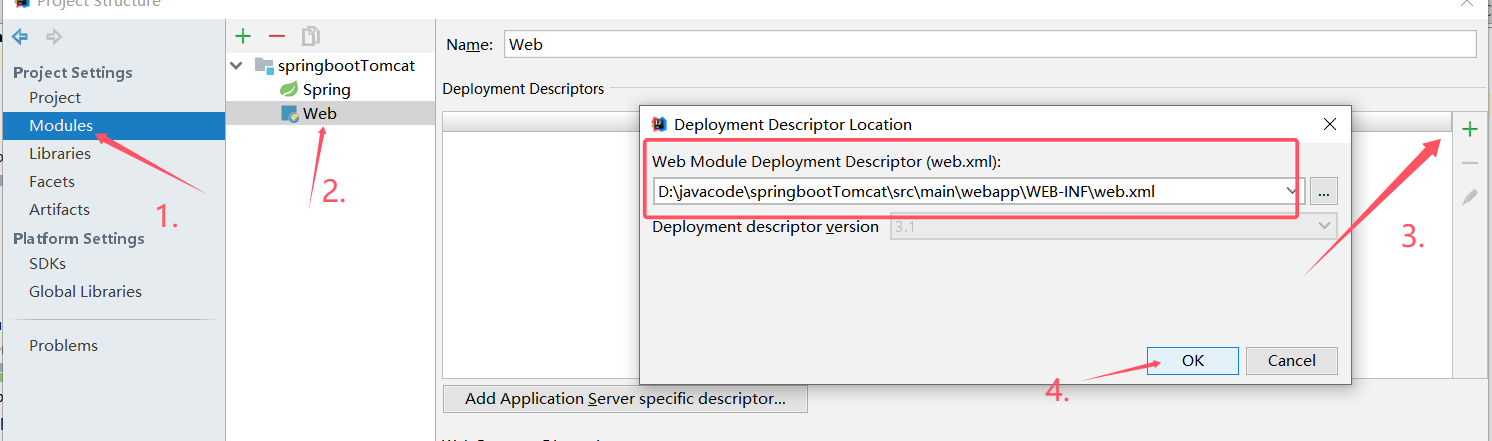 Project Structure
Project Settings
Project
Modules
Libraries
Facets
Artifacts
Platform Settings
SDKs
Global Libraries
Problems
1.
springbootTomcat
Spring
Web
2.
Name: Web
Deployment Descriptors
Deployment Descriptor Location
Web Module Deployment Descriptor (web.xml):
D:\javacode\springbootTomcat\src\main\webapp\WEB-INF\web.xml
...
Deployment descriptor version 3.1
3.
OK Cancel
4.
Add Application Server specific descriptor...